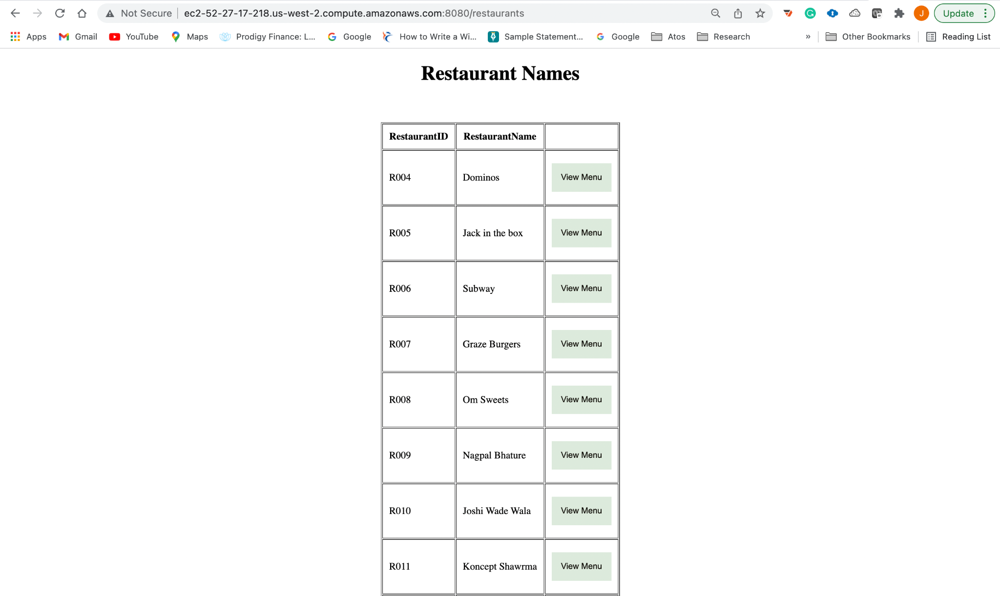 Not Secure ec2-52-27-17-218.us-west-2.compute.amazonaws.com:8080/restaurants J Update
Apps Gmail YouTube Maps Prodigy Finance: L... Google How to Write a Wi... Sample Statement... Google Atos Research » Other Bookmarks Reading List
Restaurant Names
RestaurantID RestaurantName
R004 Dominos View Menu
R005 Jack in the box View Menu
R006 Subway View Menu
R007 Graze Burgers View Menu
R008 Om Sweets View Menu
R009 Nagpal Bhature View Menu
R010 Joshi Wade Wala View Menu
R011 Koncept Shawrma View Menu